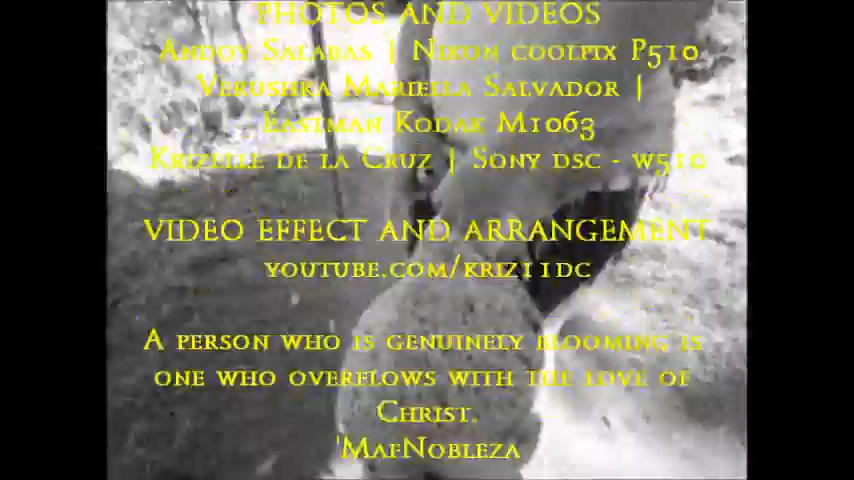 PHOTOS AND VIDEOS
Andoy Salabas | Nikon coolpix P510
Verushka Mariella Salvador |
Eastman Kodak M1063
Krizelle de la Cruz | Sony dsc - w510
VIDEO EFFECT AND ARRANGEMENT
youtube.com/kriz11dc
A person who is genuinely blooming is
one who overflows with the love of
Christ.
'MafNobleza